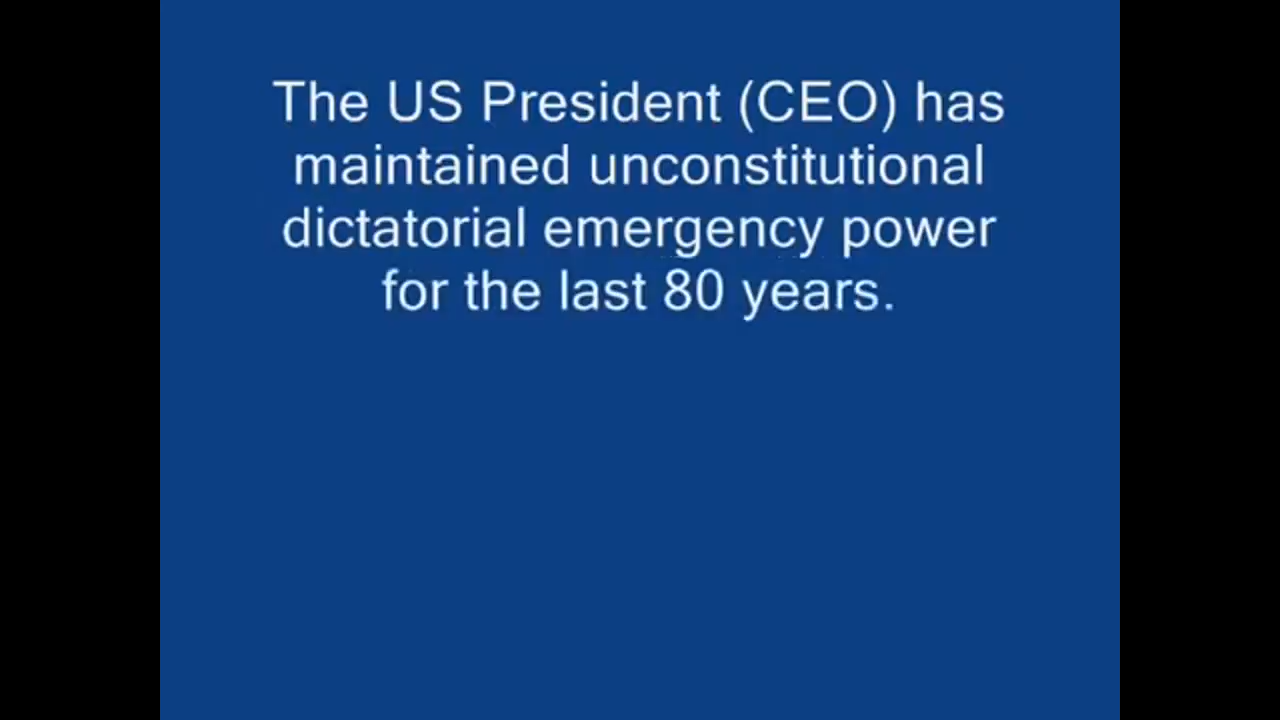 The US President (CEO) has
maintained unconstitutional
dictatorial emergency power
for the last 80 years.